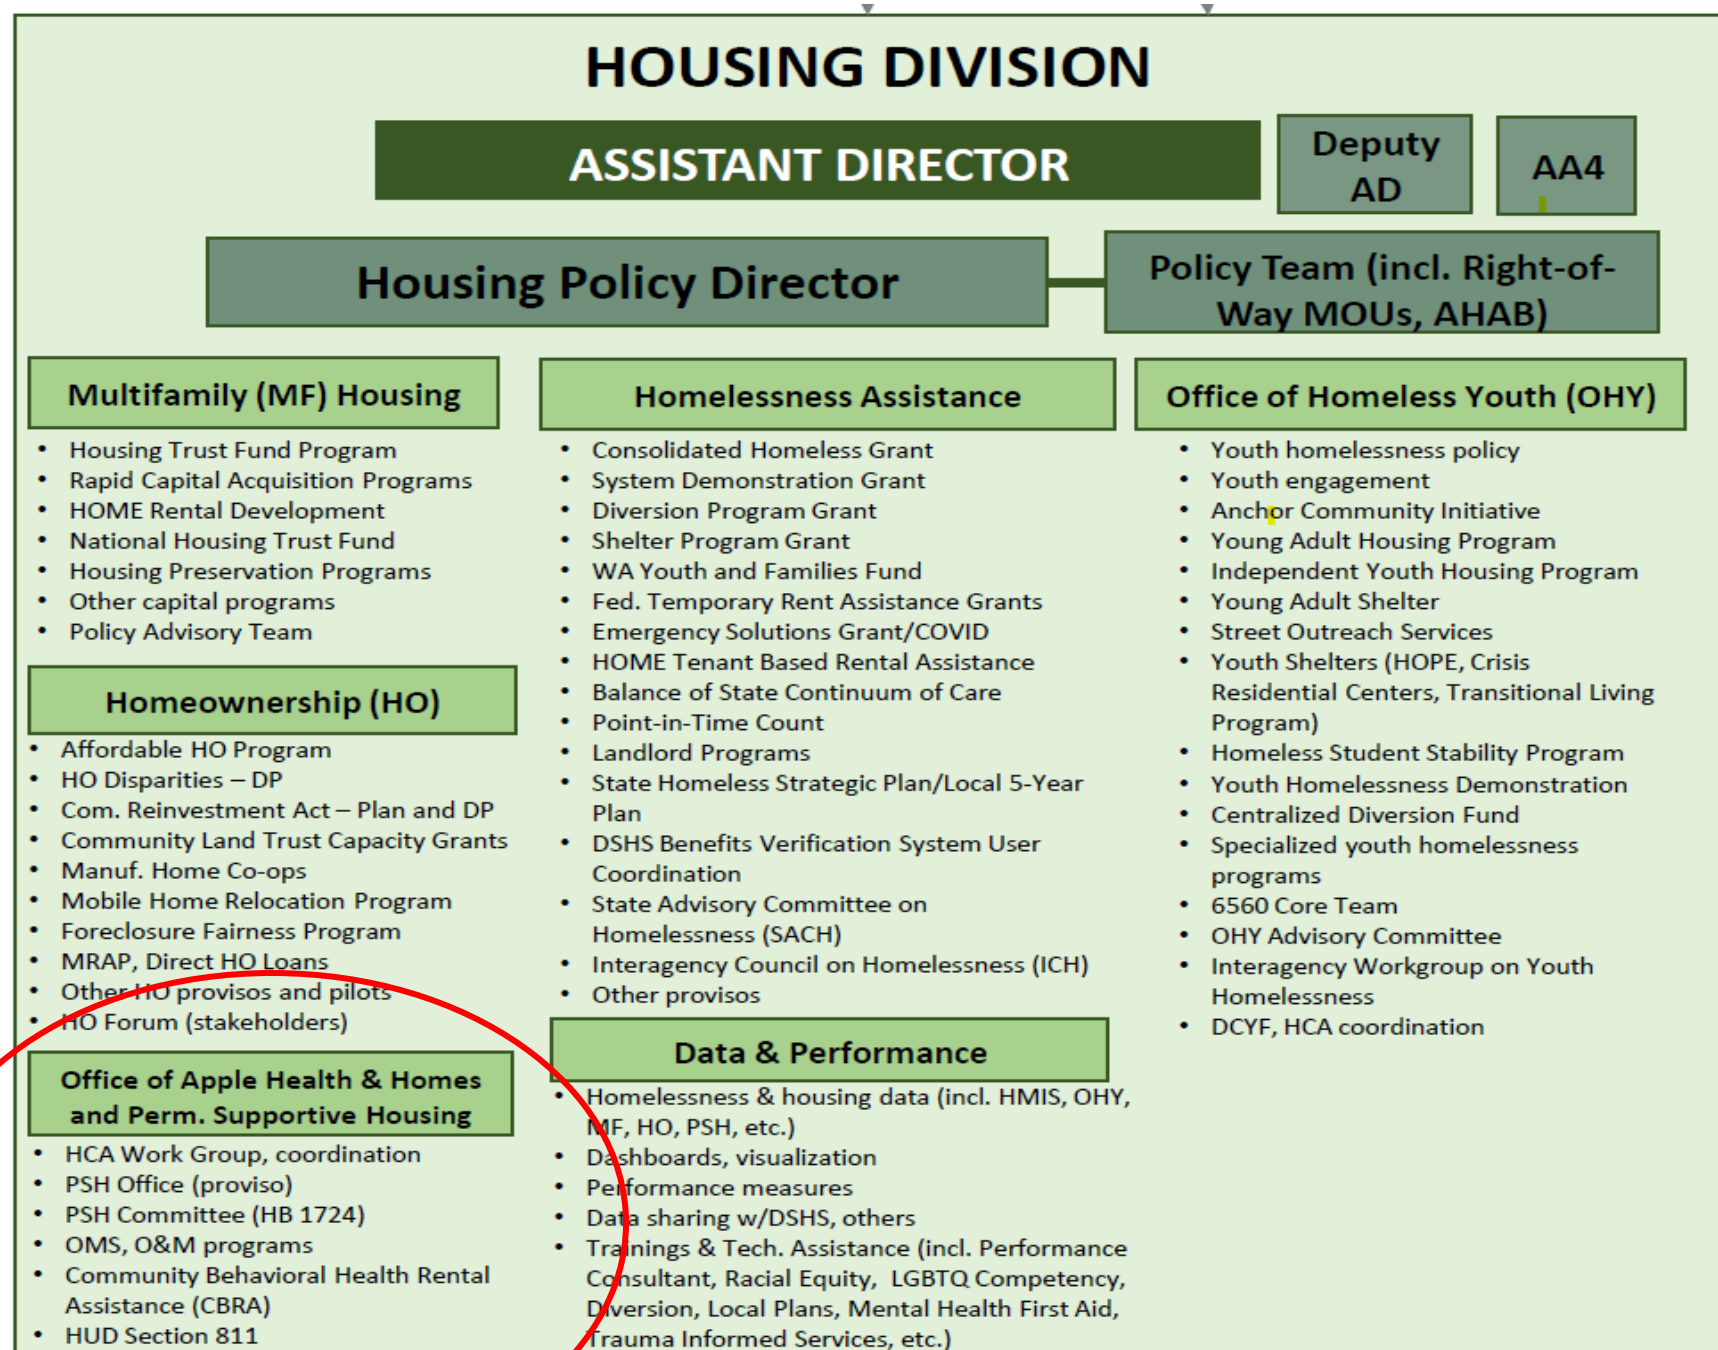 HOUSING DIVISION
ASSISTANT DIRECTOR
Deputy
AD
AA4
Housing Policy Director
Policy Team (incl. Right-of-
Way MOUs, AHAB)
Multifamily (MF) Housing
• Housing Trust Fund Program
• Rapid Capital Acquisition Programs
• HOME Rental Development
• National Housing Trust Fund
• Housing Preservation Programs
• Other capital programs
• Policy Advisory Team
Homeownership (HO)
• Affordable HO Program
• HO Disparities – DP
• Com. Reinvestment Act – Plan and DP
• Community Land Trust Capacity Grants
• Manuf. Home Co-ops
• Mobile Home Relocation Program
• Foreclosure Fairness Program
• MRAP, Direct HO Loans
• Other HO provisos and pilots
• HO Forum (stakeholders)
Office of Apple Health & Homes
and Perm. Supportive Housing
• HCA Work Group, coordination
• PSH Office (proviso)
• PSH Committee (HB 1724)
• OMS, O&M programs
• Community Behavioral Health Rental
Assistance (CBRA)
• HUD Section 811
Homelessness Assistance
• Consolidated Homeless Grant
• System Demonstration Grant
• Diversion Program Grant
• Shelter Program Grant
• WA Youth and Families Fund
• Fed. Temporary Rent Assistance Grants
• Emergency Solutions Grant/COVID
• HOME Tenant Based Rental Assistance
• Balance of State Continuum of Care
• Point-in-Time Count
• Landlord Programs
• State Homeless Strategic Plan/Local 5-Year
Plan
• DSHS Benefits Verification System User
Coordination
• State Advisory Committee on
Homelessness (SACH)
• Interagency Council on Homelessness (ICH)
• Other provisos
Data & Performance
• Homelessness & housing data (incl. HMIS, OHY,
MF, HO, PSH, etc.)
• Dashboards, visualization
• Performance measures
• Data sharing w/DSHS, others
• Trainings & Tech. Assistance (incl. Performance
Consultant, Racial Equity, LGBTQ Competency,
Diversion, Local Plans, Mental Health First Aid,
Trauma Informed Services, etc.)
Office of Homeless Youth (OHY)
• Youth homelessness policy
• Youth engagement
• Anchor Community Initiative
• Young Adult Housing Program
• Independent Youth Housing Program
• Young Adult Shelter
• Street Outreach Services
• Youth Shelters (HOPE, Crisis
Residential Centers, Transitional Living
Program)
• Homeless Student Stability Program
• Youth Homelessness Demonstration
• Centralized Diversion Fund
• Specialized youth homelessness
programs
• 6560 Core Team
• OHY Advisory Committee
• Interagency Workgroup on Youth
Homelessness
• DCYF, HCA coordination